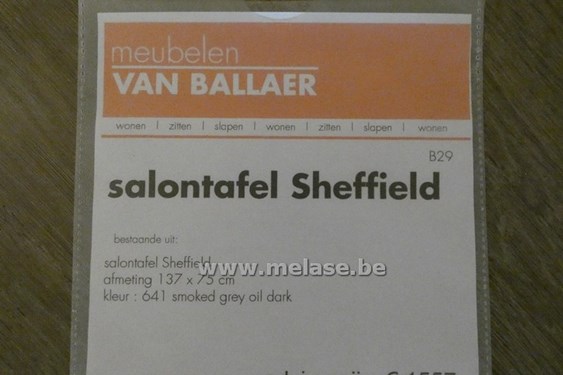 meubelen
VAN BALLAER
wonen | zitten | slapen | wonen | zitten | slapen | wonen
B29
salontafel Sheffield
bestaande uit:
salontafel Sheffield
www.melase.be
afmeting 137 x 75 cm
kleur : 641 smoked grey oil dark